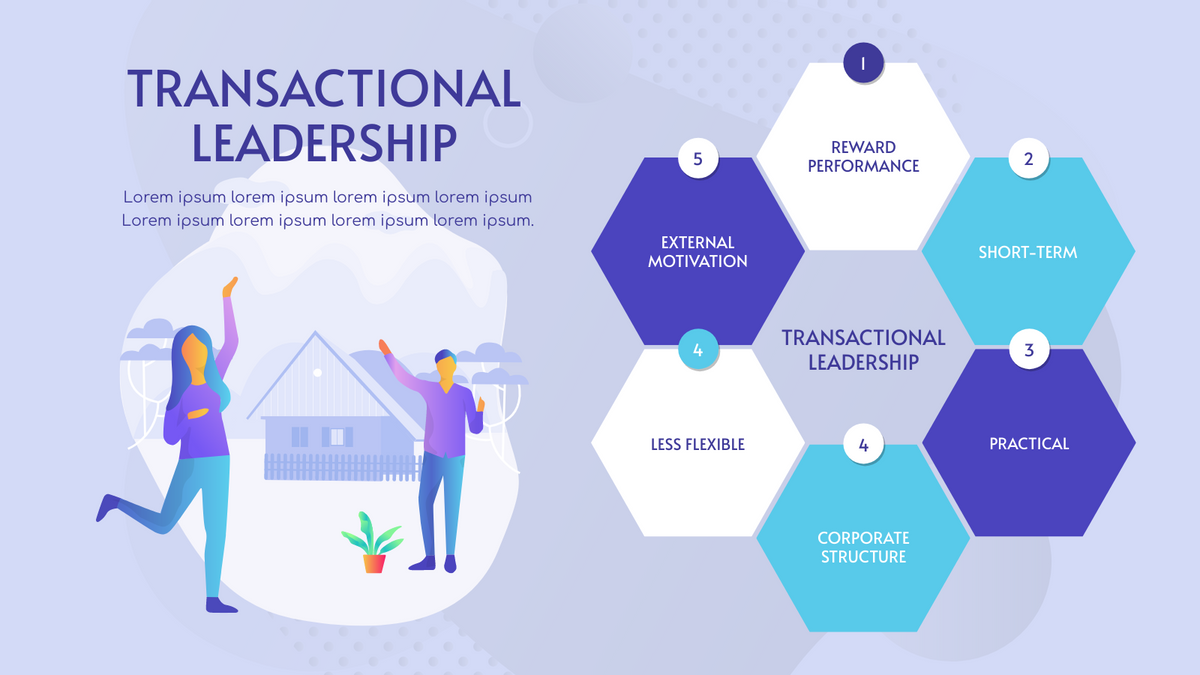 TRANSACTIONAL
LEADERSHIP
Lorem ipsum lorem ipsum lorem ipsum lorem ipsum
Lorem ipsum lorem ipsum lorem ipsum lorem ipsum.
1
REWARD
PERFORMANCE
2
SHORT-TERM
3
PRACTICAL
4
CORPORATE
STRUCTURE
4
LESS FLEXIBLE
5
EXTERNAL
MOTIVATION
TRANSACTIONAL
LEADERSHIP